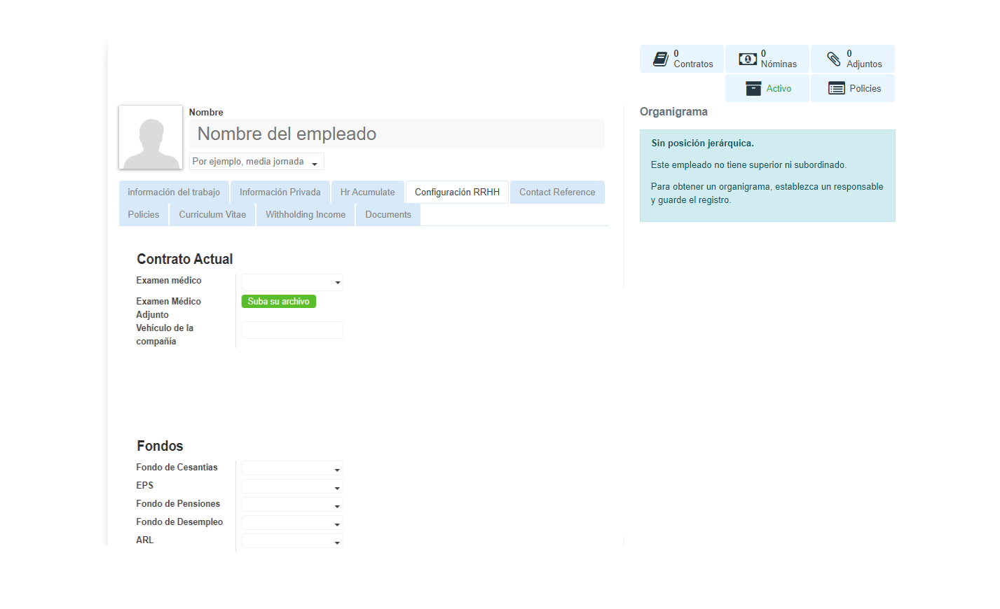 0
Contratos
0
Nóminas
0
Adjuntos
Activo
Policies
Nombre
Nombre del empleado
Por ejemplo, media jornada
Organigrama
Sin posición jerárquica.
Este empleado no tiene superior ni subordinado.
Para obtener un organigrama, establezca un responsable
y guarde el registro.
información del trabajo
Información Privada
Hr Acumulate
Configuración RRHH
Contact Reference
Policies
Curriculum Vitae
Withholding Income
Documents
Contrato Actual
Examen médico
Examen Médico
Adjunto
Suba su archivo
Vehículo de la
compañía
Fondos
Fondo de Cesantias
EPS
Fondo de Pensiones
Fondo de Desempleo
ARL